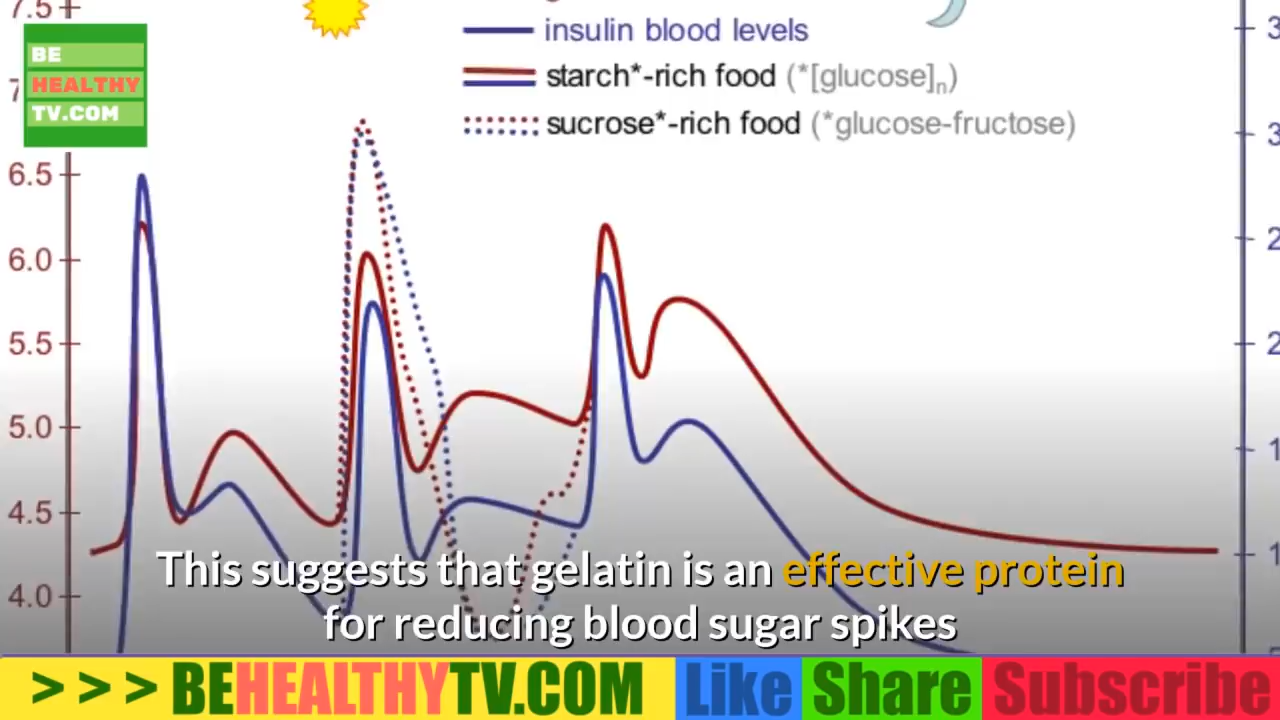 7.5
BE
HEALTHY
TV.COM
insulin blood levels
starch*-rich food (*[glucose]n)
sucrose*-rich food (*glucose-fructose)
6.5
6.0
5.5
5.0
4.5
4.0
This suggests that gelatin is an effective protein
for reducing blood sugar spikes
> > > BEHEALTHYTV.COM Like Share Subscribe